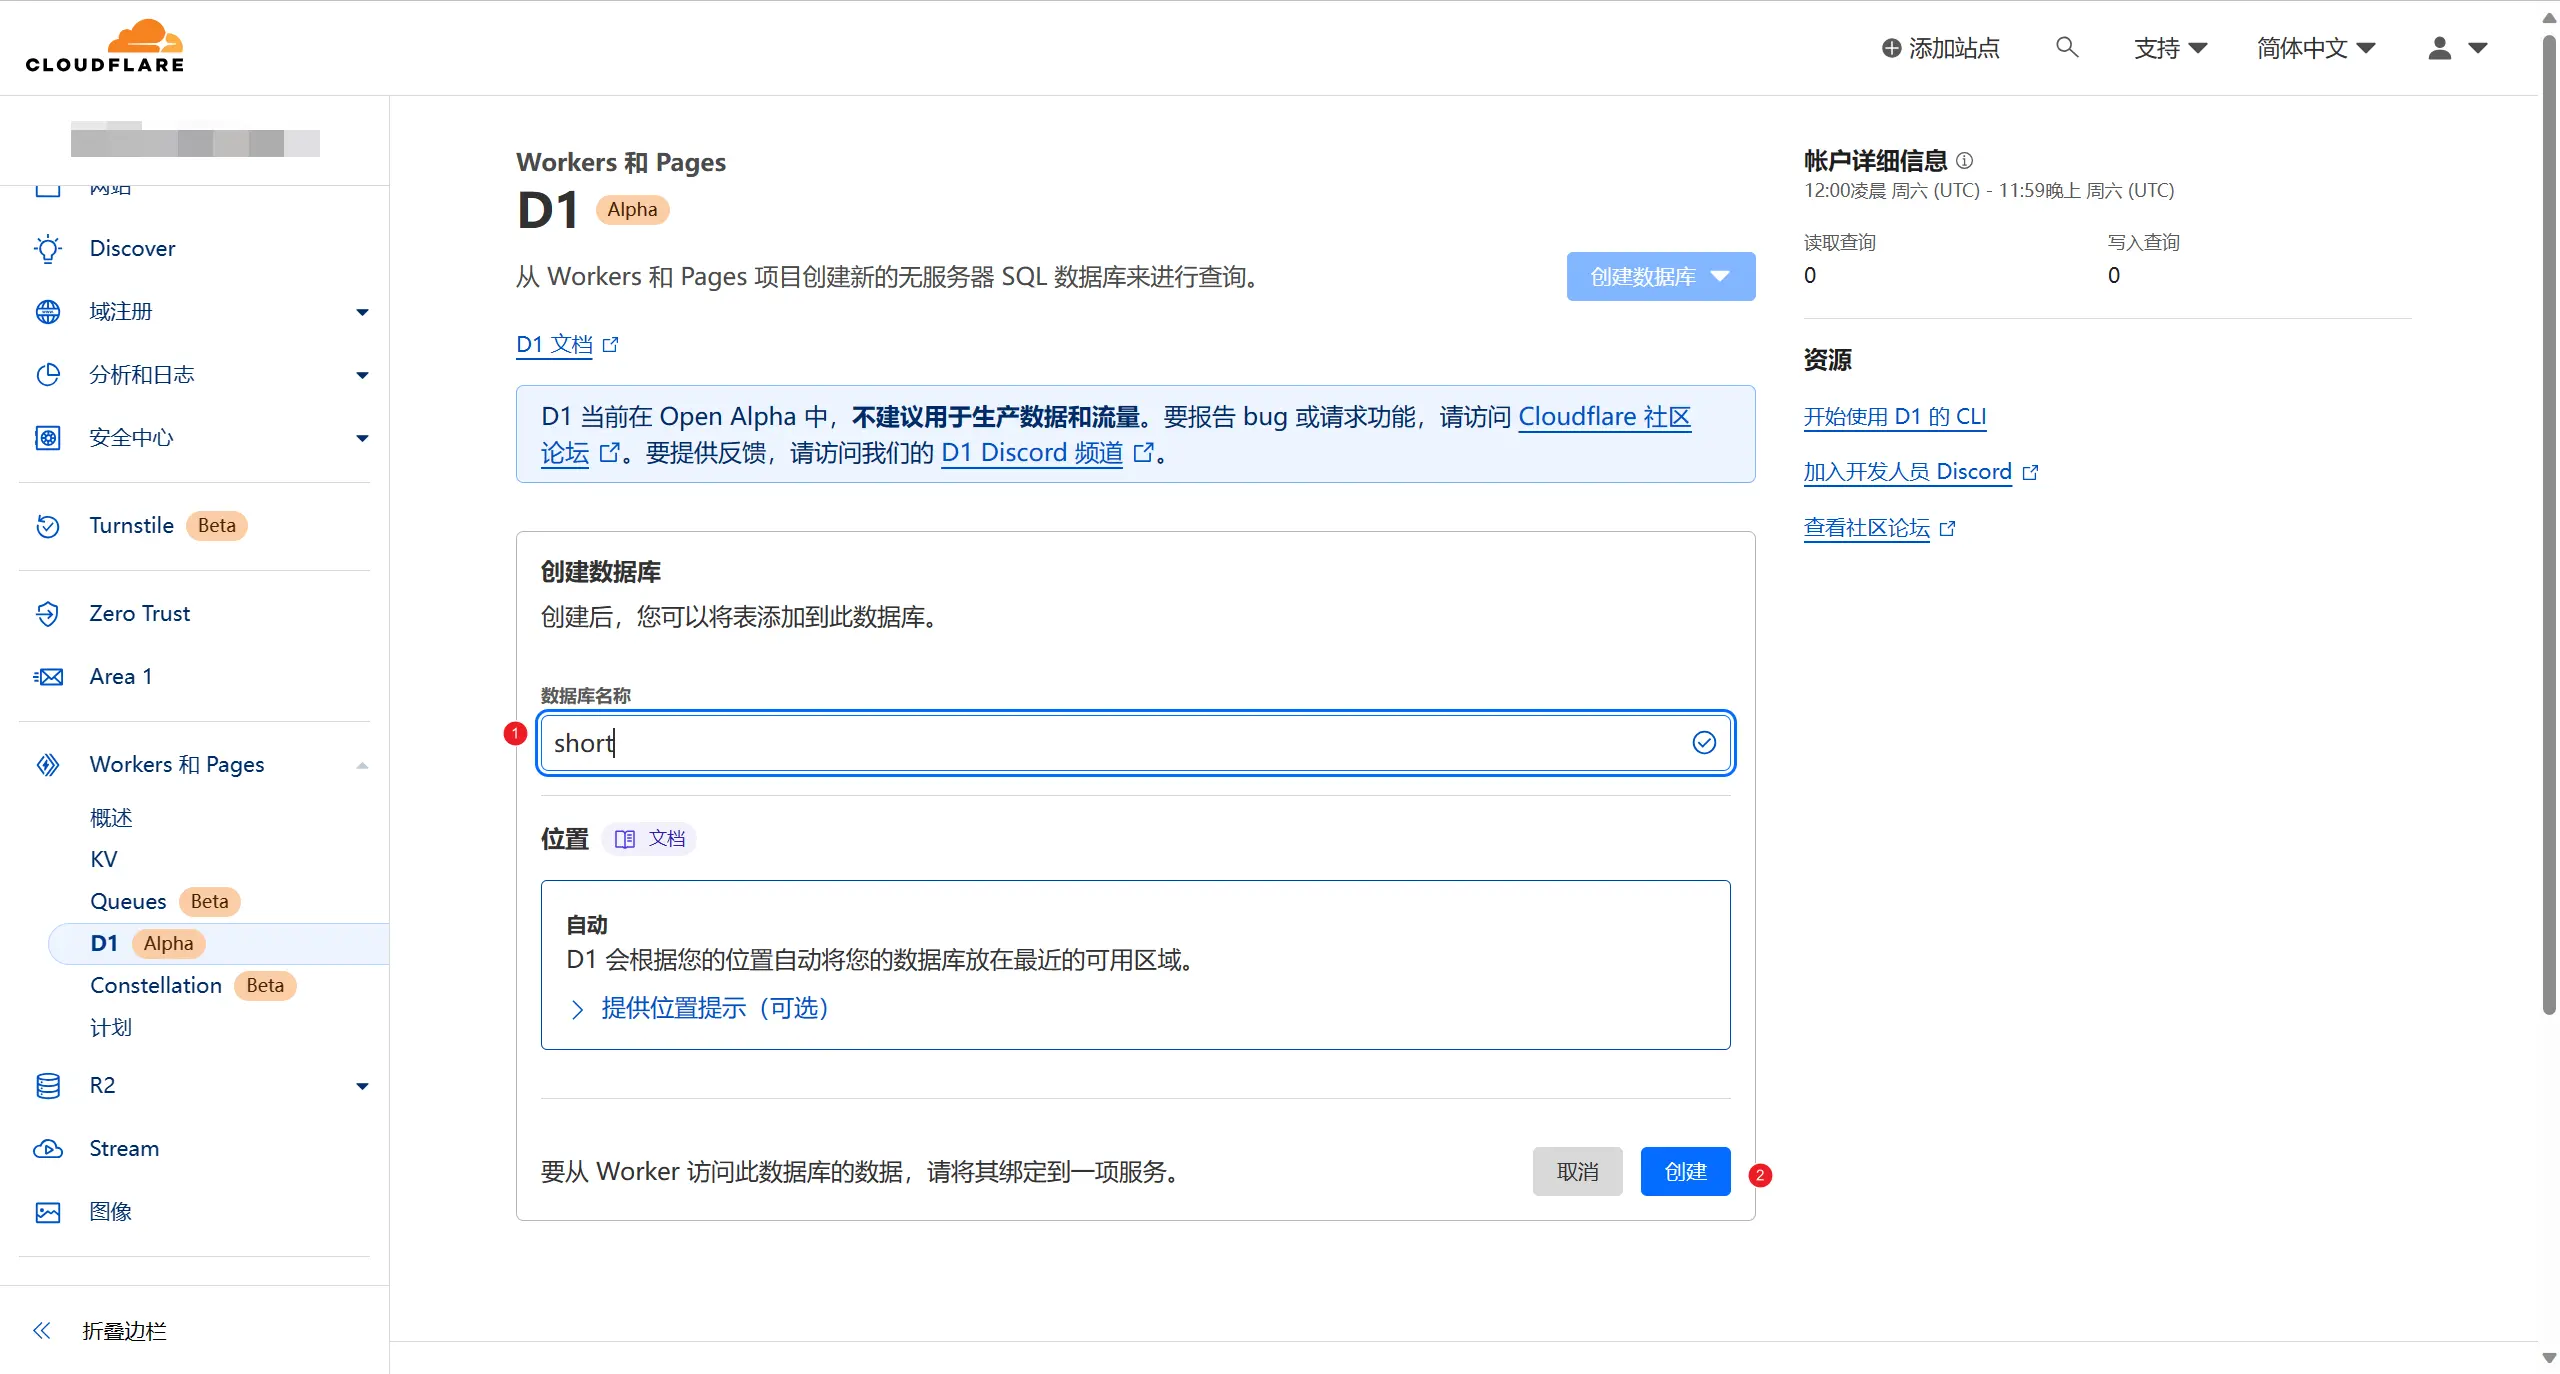 CLOUDFLARE
添加站点
支持
简体中文
网站
Discover
域注册
分析和日志
安全中心
Turnstile Beta
Zero Trust
Area 1
Workers 和 Pages
概述
KV
Queues Beta
D1 Alpha
Constellation Beta
计划
R2
Stream
图像
折叠边栏
Workers 和 Pages
D1 Alpha
从 Workers 和 Pages 项目创建新的无服务器 SQL 数据库来进行查询。
创建数据库
D1 文档
D1 当前在 Open Alpha 中，不建议用于生产数据和流量。要报告 bug 或请求功能，请访问 Cloudflare 社区
论坛 。要提供反馈，请访问我们的 D1 Discord 频道 。
创建数据库
创建后，您可以将表添加到此数据库。
数据库名称
1
short
位置 文档
自动
D1 会根据您的位置自动将您的数据库放在最近的可用区域。
提供位置提示（可选）
要从 Worker 访问此数据库的数据，请将其绑定到一项服务。
取消
创建
2
帐户详细信息
12:00凌晨 周六 (UTC) - 11:59晚上 周六 (UTC)
读取查询 写入查询
0 0
资源
开始使用 D1 的 CLI
加入开发人员 Discord
查看社区论坛